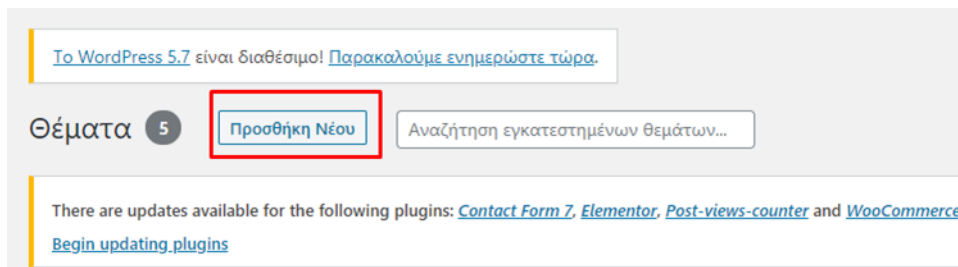 Το WordPress 5.7 είναι διαθέσιμο! Παρακαλούμε ενημερώστε τώρα.
Θέματα 5 Προσθήκη Νέου Αναζήτηση εγκατεστημένων θεμάτων...
There are updates available for the following plugins: Contact Form 7, Elementor, Post-views-counter and WooCommerce
Begin updating plugins